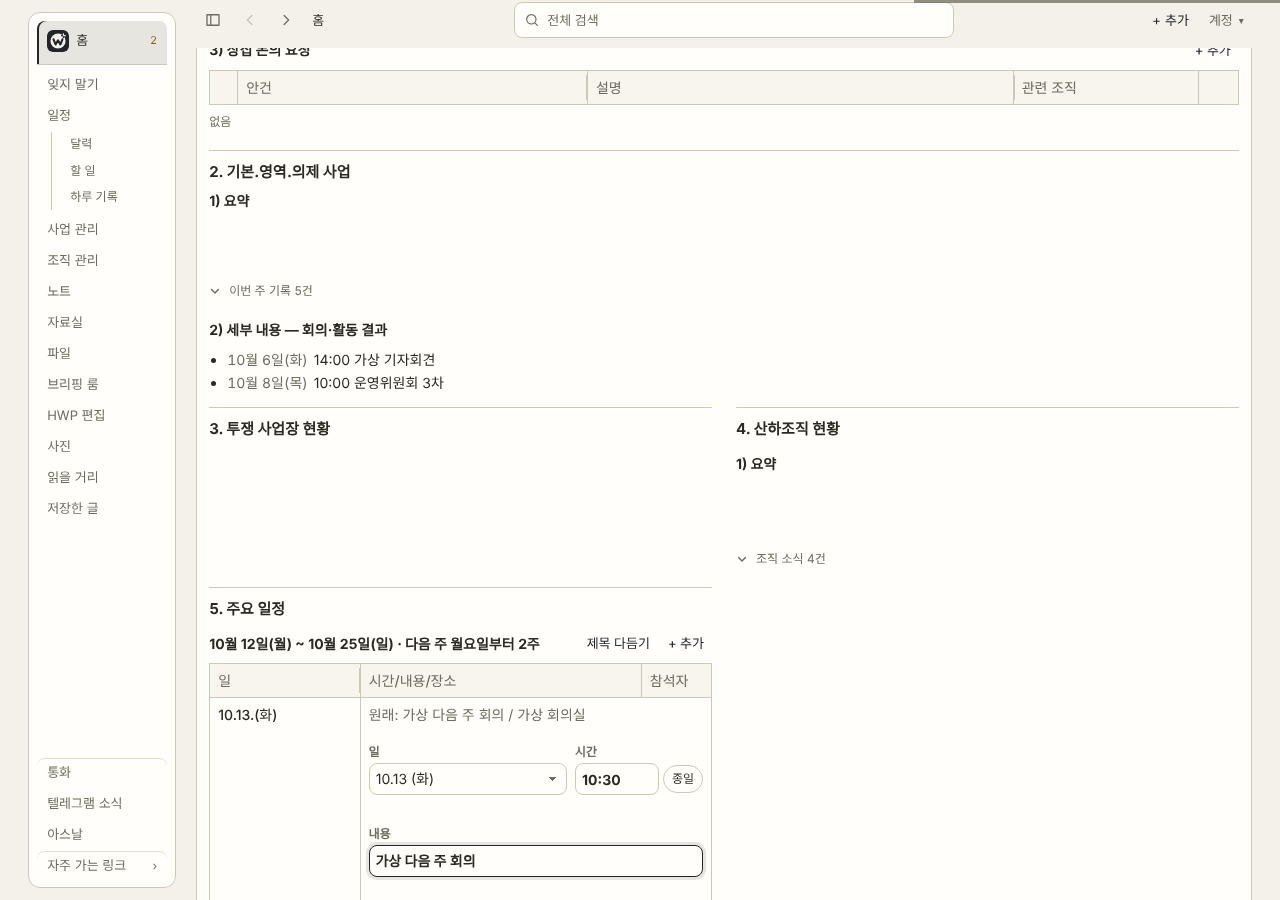 홈
2
잊지 말기
일정
달력
할 일
하루 기록
사업 관리
조직 관리
노트
자료실
파일
브리핑 룸
HWP 편집
사진
읽을 거리
저장한 글
통화
텔레그램 소식
아스날
자주 가는 링크 ›
홈
전체 검색
+ 추가
계정 ▼
+ 추가
안건 설명 관련 조직
없음
2. 기본.영역.의제 사업
1) 요약
이번 주 기록 5건
2) 세부 내용 — 회의·활동 결과
• 10월 6일(화) 14:00 가상 기자회견
• 10월 8일(목) 10:00 운영위원회 3차
3. 투쟁 사업장 현황
4. 산하조직 현황
1) 요약
조직 소식 4건
5. 주요 일정
10월 12일(월) ~ 10월 25일(일) · 다음 주 월요일부터 2주
제목 다듬기
+ 추가
일 시간/내용/장소 참석자
10.13.(화)
원래: 가상 다음 주 회의 / 가상 회의실
일 시간
10.13 (화) 10:30 종일
내용
가상 다음 주 회의